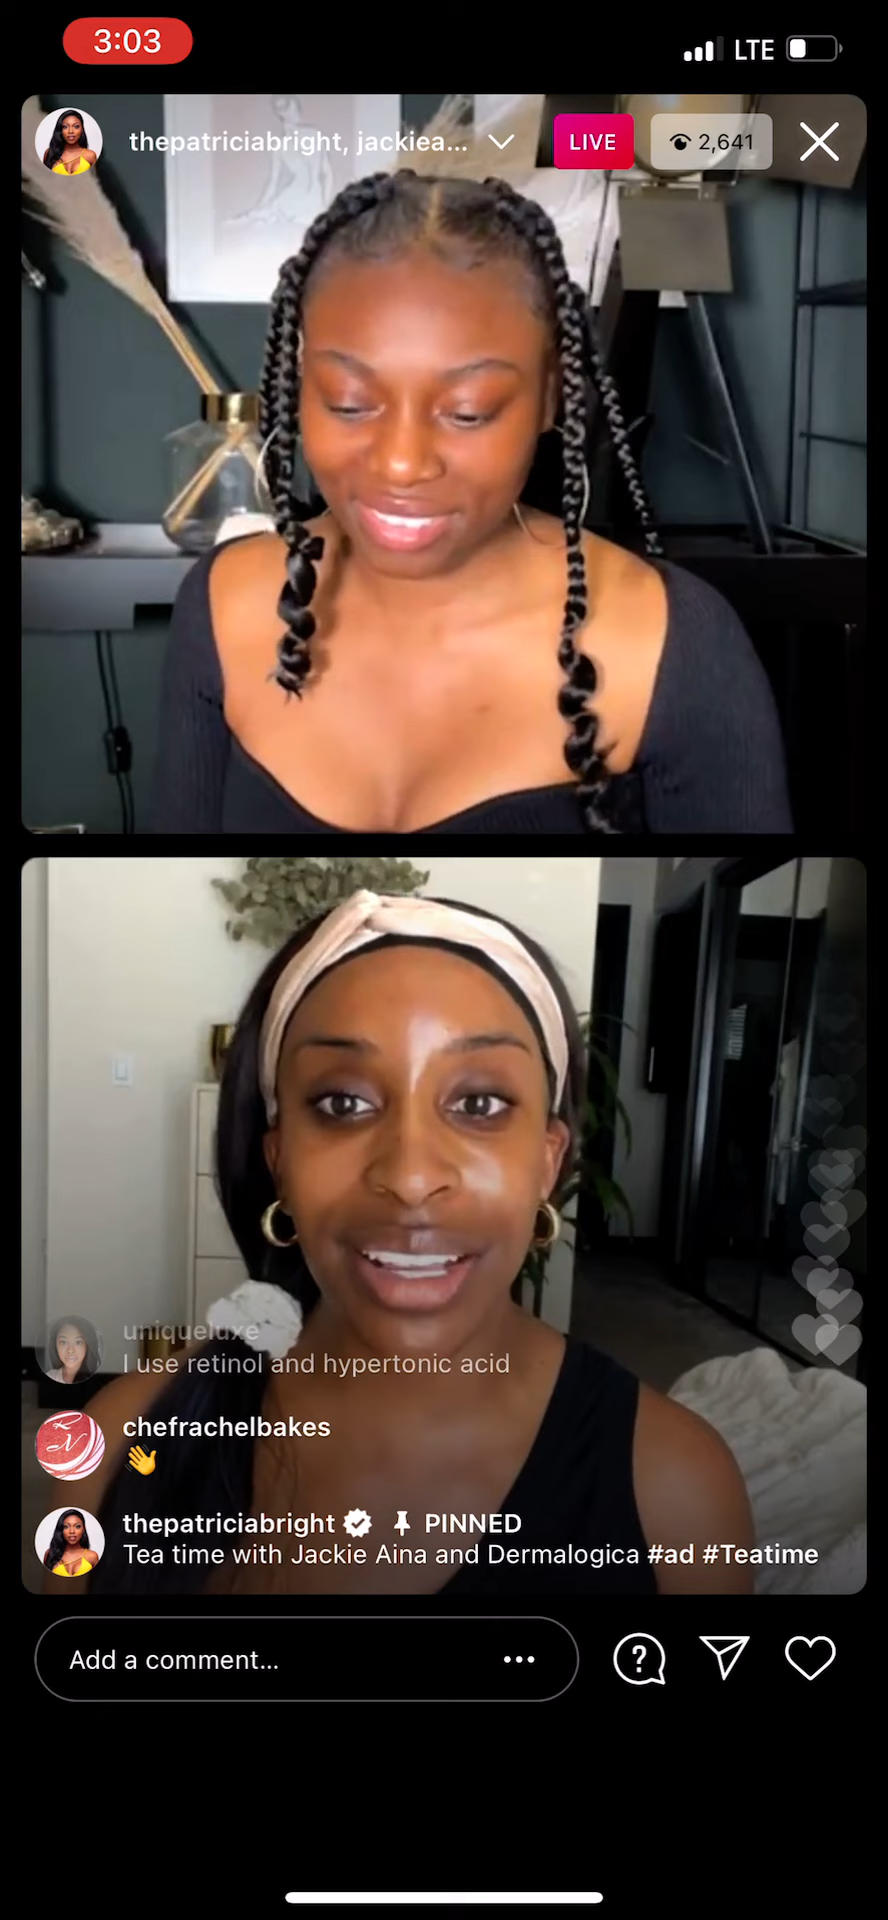 3:03
LTE
thepatriciabright, jackiea...
LIVE
2,641
uniqueluxe
I use retinol and hypertonic acid
chefrachelbakes
👋
thepatriciabright PINNED
Tea time with Jackie Aina and Dermalogica #ad #Teatime
Add a comment...